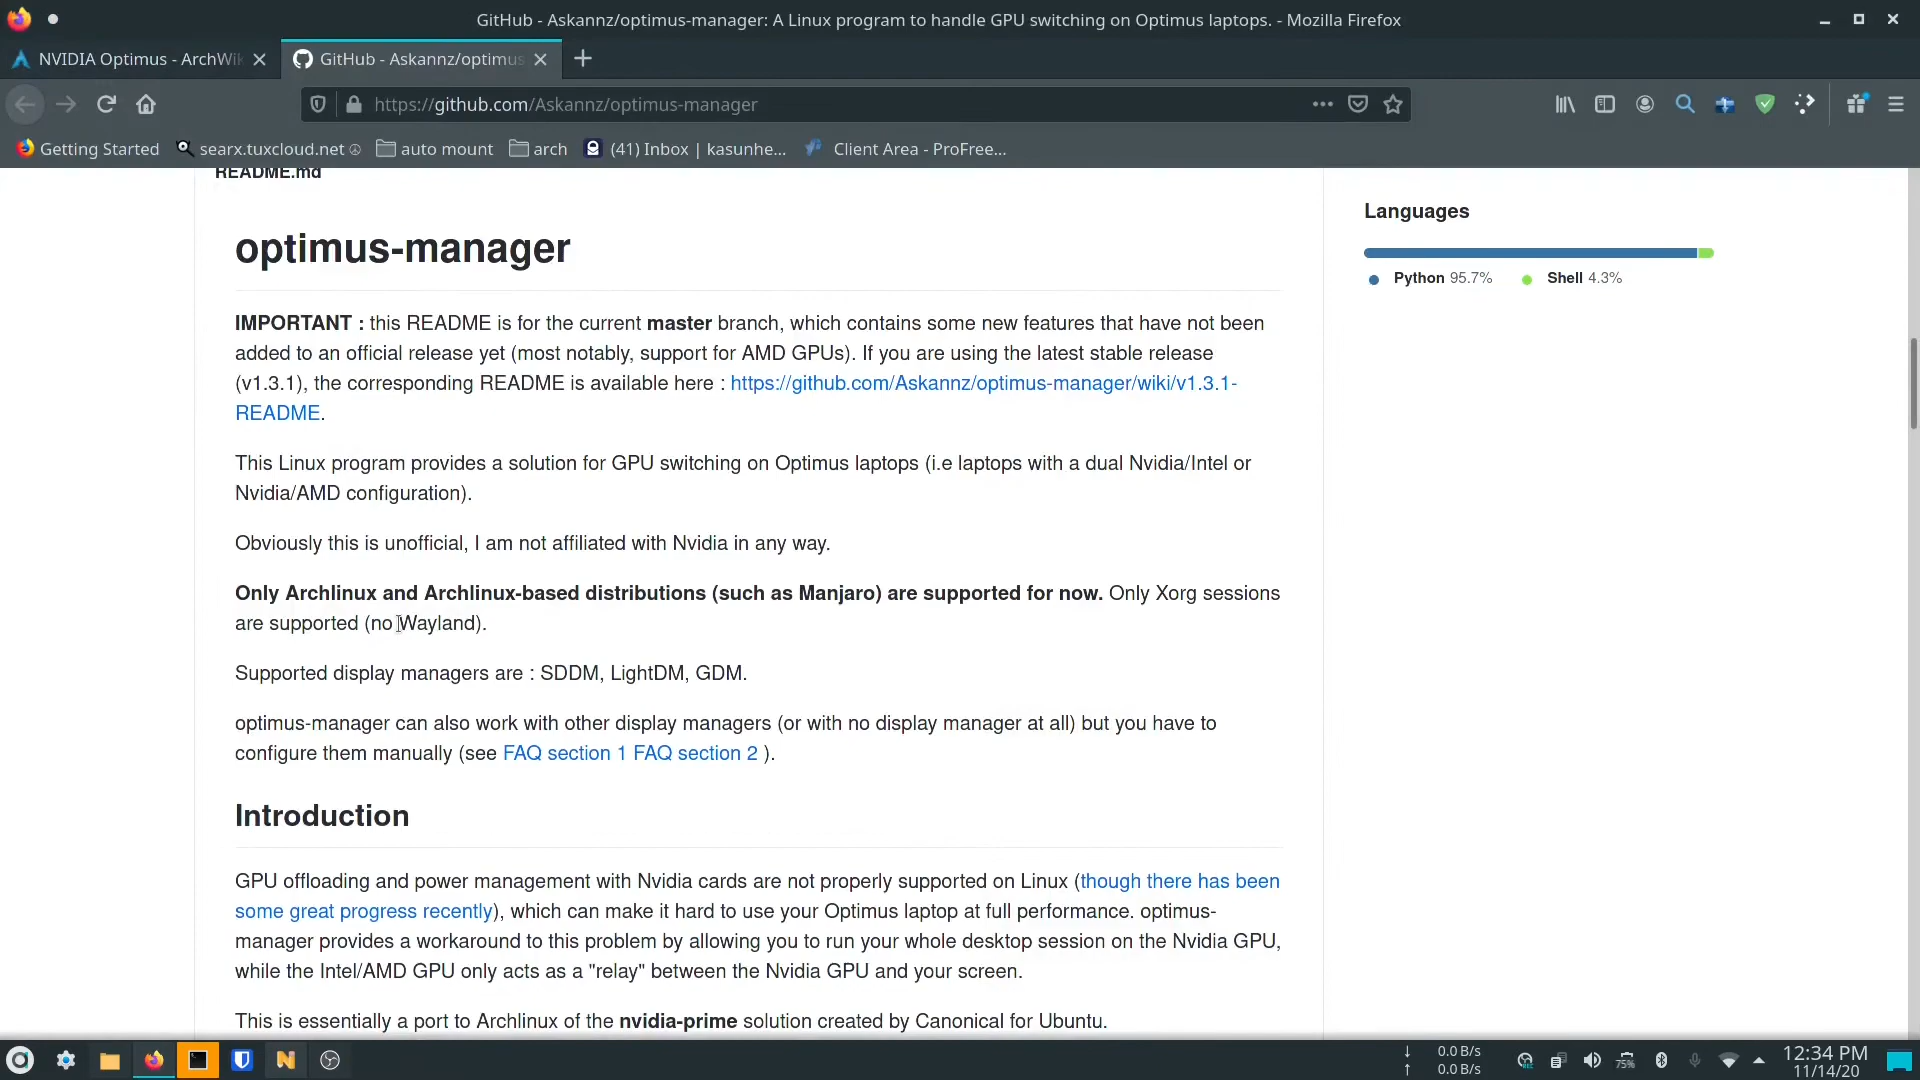 GitHub - Askannz/optimus-manager: A Linux program to handle GPU switching on Optimus laptops. - Mozilla Firefox
NVIDIA Optimus - ArchWik
GitHub - Askannz/optimus
https://github.com/Askannz/optimus-manager
Getting Started
searx.tuxcloud.net
auto mount
arch
(41) Inbox | kasunhe...
Client Area - ProFree...
README.md
optimus-manager
IMPORTANT : this README is for the current master branch, which contains some new features that have not been
added to an official release yet (most notably, support for AMD GPUs). If you are using the latest stable release
(v1.3.1), the corresponding README is available here : https://github.com/Askannz/optimus-manager/wiki/v1.3.1-
README.
This Linux program provides a solution for GPU switching on Optimus laptops (i.e laptops with a dual Nvidia/Intel or
Nvidia/AMD configuration).
Obviously this is unofficial, I am not affiliated with Nvidia in any way.
Only Archlinux and Archlinux-based distributions (such as Manjaro) are supported for now. Only Xorg sessions
are supported (no Wayland).
Supported display managers are : SDDM, LightDM, GDM.
optimus-manager can also work with other display managers (or with no display manager at all) but you have to
configure them manually (see FAQ section 1 FAQ section 2 ).
Introduction
GPU offloading and power management with Nvidia cards are not properly supported on Linux (though there has been
some great progress recently), which can make it hard to use your Optimus laptop at full performance. optimus-
manager provides a workaround to this problem by allowing you to run your whole desktop session on the Nvidia GPU,
while the Intel/AMD GPU only acts as a "relay" between the Nvidia GPU and your screen.
This is essentially a port to Archlinux of the nvidia-prime solution created by Canonical for Ubuntu.
Languages
Python 95.7%
Shell 4.3%
0.0 B/s
0.0 B/s
75%
12:34 PM
11/14/20